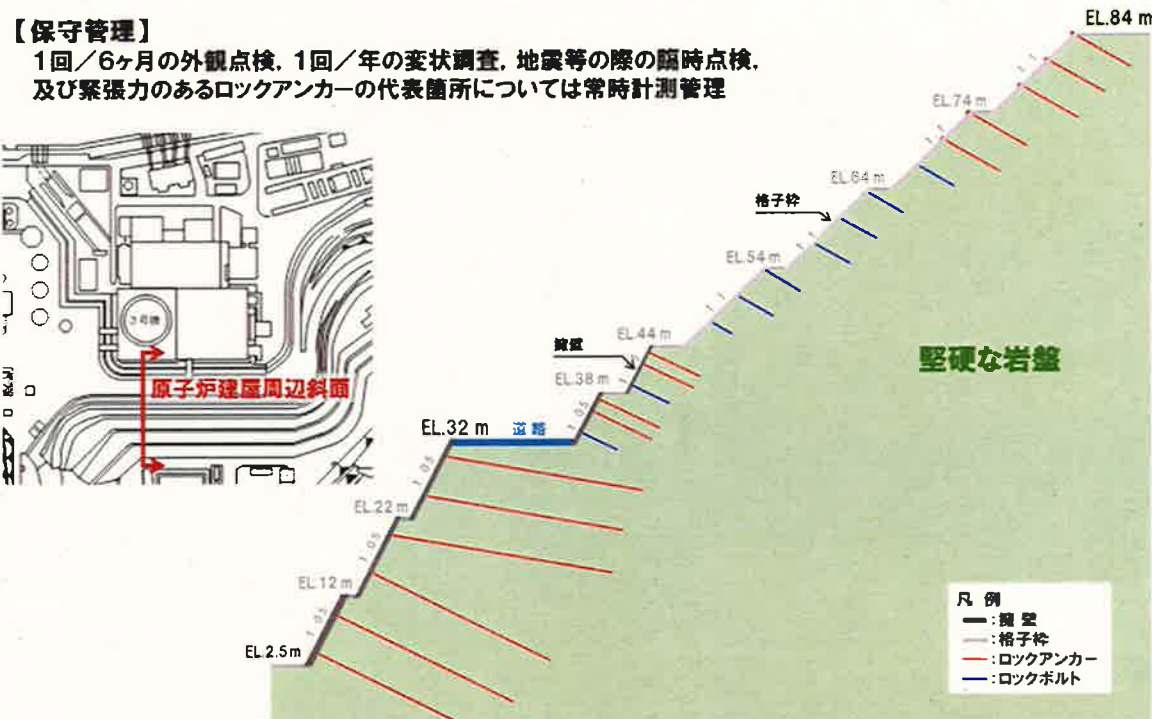 【保守管理】
1回／6ヶ月の外観点検，1回／年の変状調査，地震等の際の臨時点検，
及び緊張力のあるロックアンカーの代表箇所については常時計測管理
EL.84 m
EL.74 m
EL.64 m
格子枠
EL.54 m
EL.44 m
擁壁
EL.38 m
堅硬な岩盤
3号機
原子炉建屋周辺斜面
EL.32 m
道路
EL.22 m
EL.12 m
EL.2.5m
凡 例
:擁 壁
:格子枠
:ロックアンカー
:ロックボルト